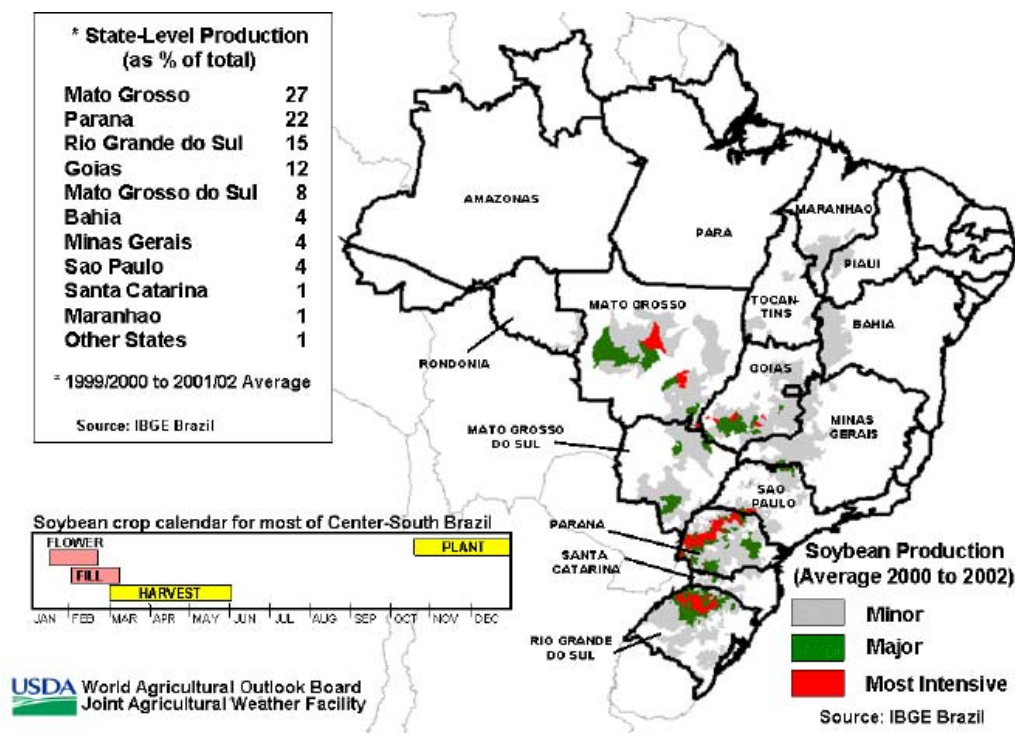 * State-Level Production
(as % of total)
Mato Grosso 27
Parana 22
Rio Grande do Sul 15
Goias 12
Mato Grosso do Sul 8
Bahia 4
Minas Gerais 4
Sao Paulo 4
Santa Catarina 1
Maranhao 1
Other States 1
* 1999/2000 to 2001/02 Average
Source: IBGE Brazil
AMAZONAS
PARA
MARANHAO
PIAUI
TOCAN-
TINS
MATO GROSSO
BAHIA
RONDONIA
GOIAS
MATO GROSSO
DO SUL
MINAS
GERAIS
SAO
PAULO
PARANA
SANTA
CATARINA
RIO GRANDE
DO SUL
Soybean crop calendar for most of Center-South Brazil
FLOWER
PLANT
FILL
HARVEST
JAN FEB MAR APR MAY JUN JUL AUG SEP OCT NOV DEC
Soybean Production
(Average 2000 to 2002)
Minor
Major
Most Intensive
Source: IBGE Brazil
USDA World Agricultural Outlook Board
Joint Agricultural Weather Facility